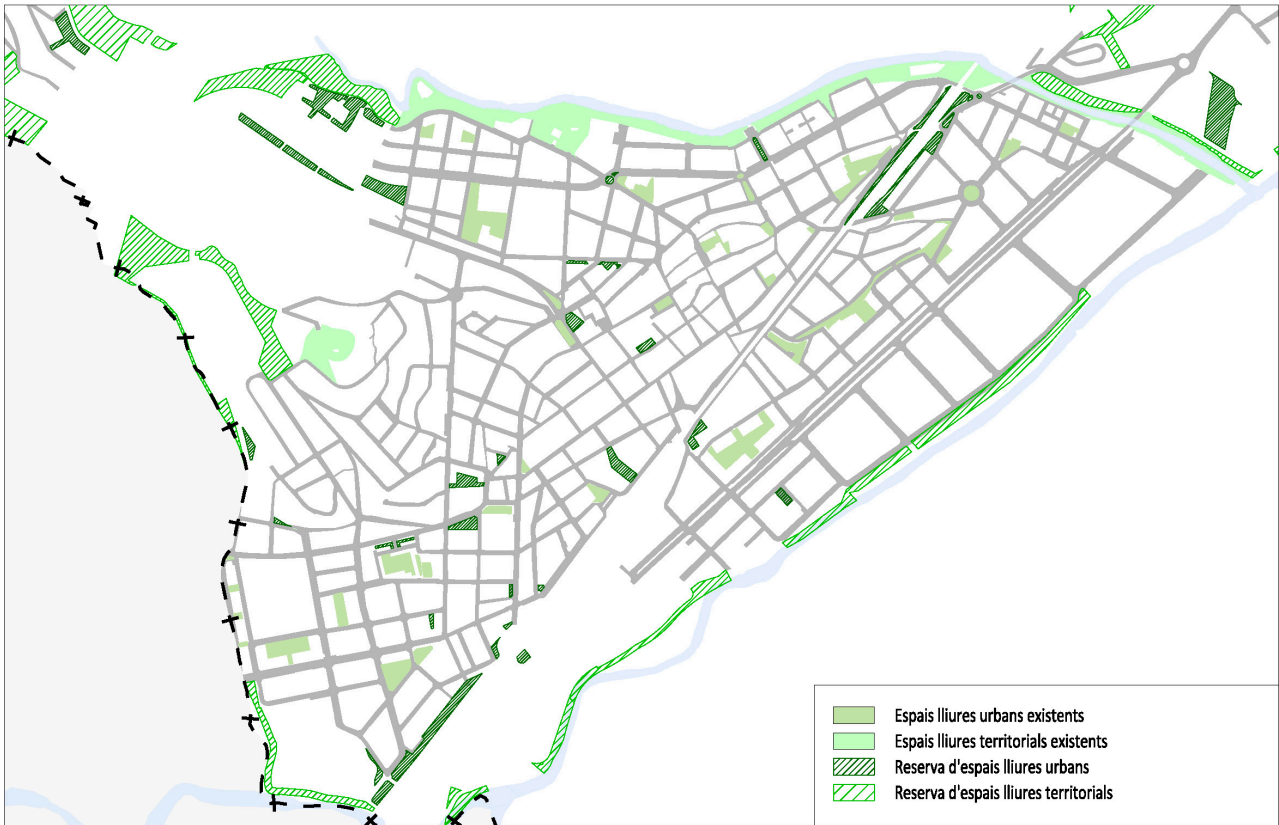 Espais lliures urbans existents
Espais lliures territorials existents
Reserva d'espais lliures urbans
Reserva d'espais lliures territorials